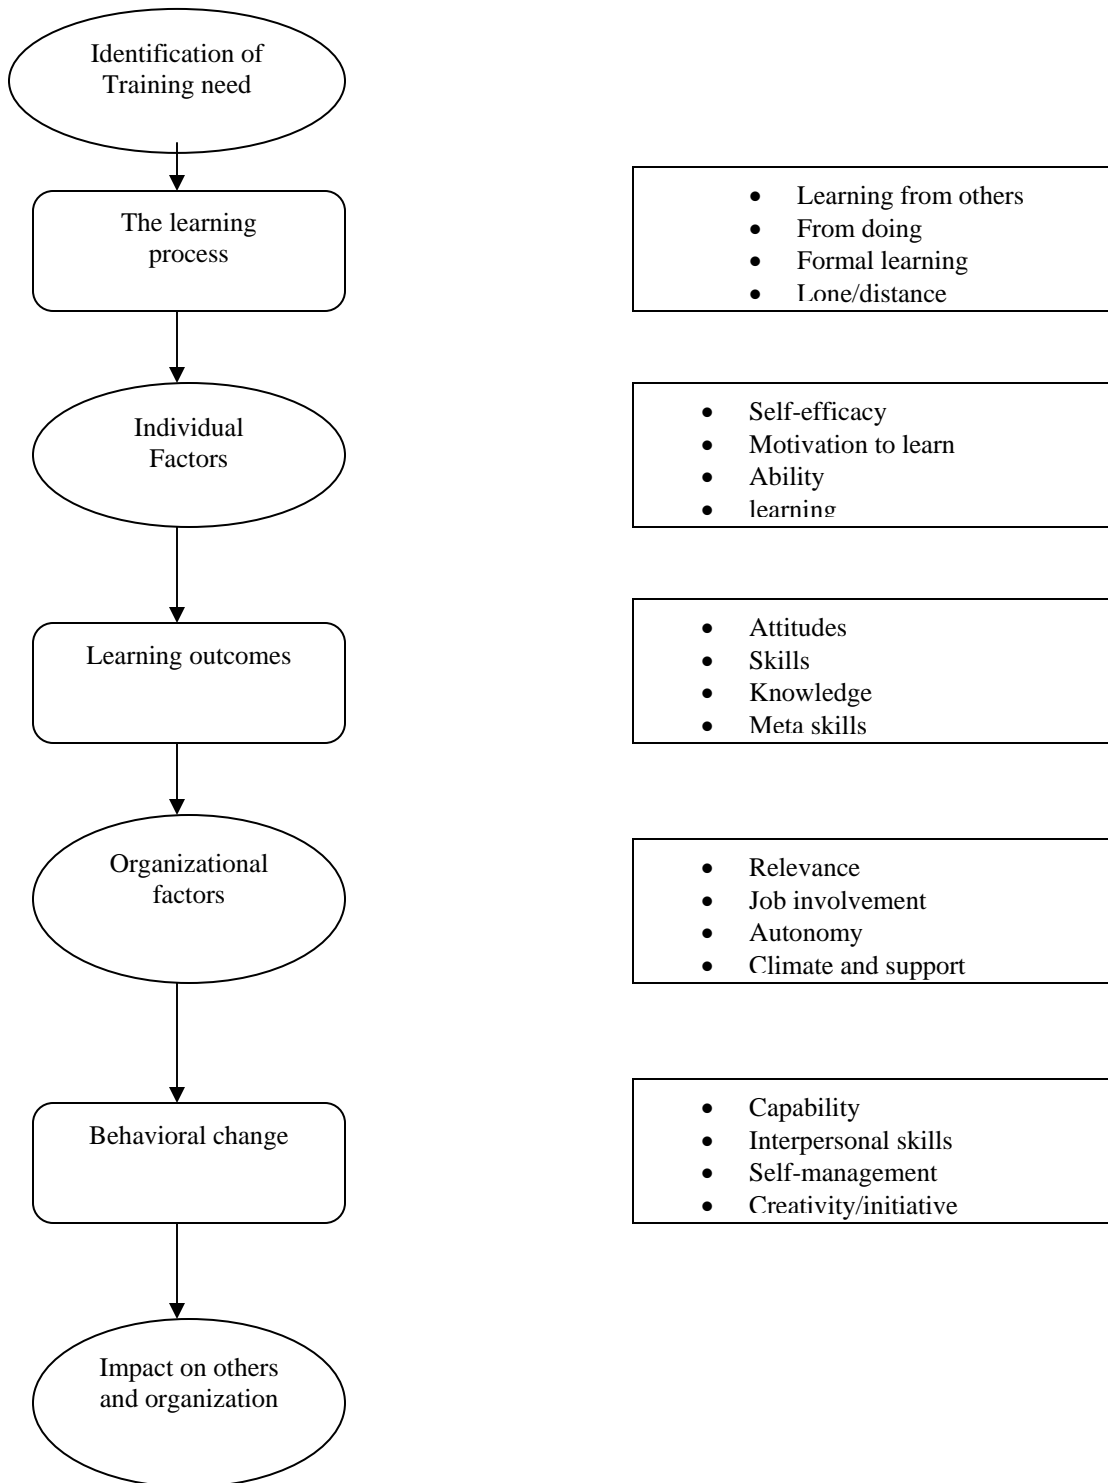 Identification of
Training need
The learning
process
• Learning from others
• From doing
• Formal learning
• Lone/distance
Individual
Factors
• Self-efficacy
• Motivation to learn
• Ability
• learning
Learning outcomes
• Attitudes
• Skills
• Knowledge
• Meta skills
Organizational
factors
• Relevance
• Job involvement
• Autonomy
• Climate and support
Behavioral change
• Capability
• Interpersonal skills
• Self-management
• Creativity/initiative
Impact on others
and organization